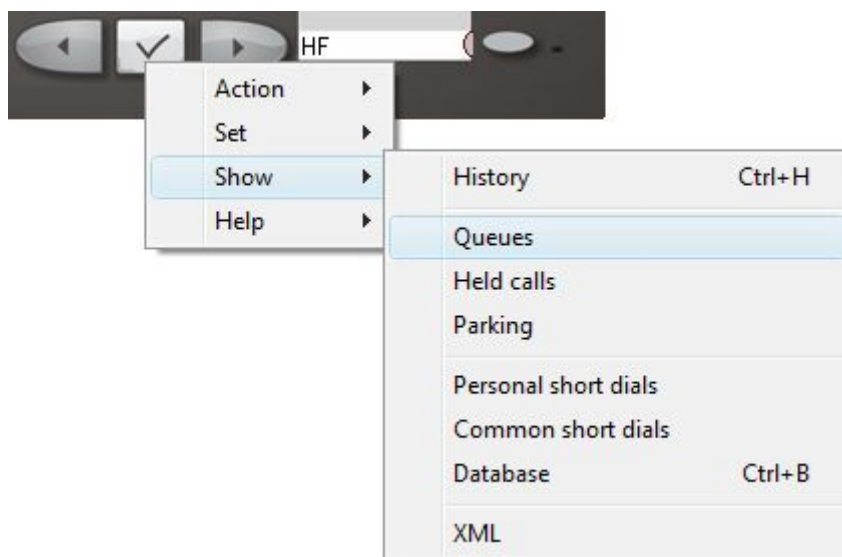 HF
Action
Set
Show
Help
History Ctrl+H
Queues
Held calls
Parking
Personal short dials
Common short dials
Database Ctrl+B
XML